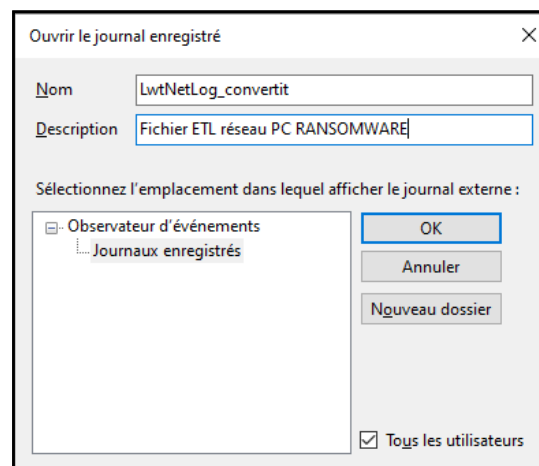 Ouvrir le journal enregistré
Nom LwtNetLog_convertit
Description Fichier ETL réseau PC RANSOMWARE
Sélectionnez l'emplacement dans lequel afficher le journal externe :
Observateur d'événements
Journaux enregistrés
OK
Annuler
Nouveau dossier
Tous les utilisateurs